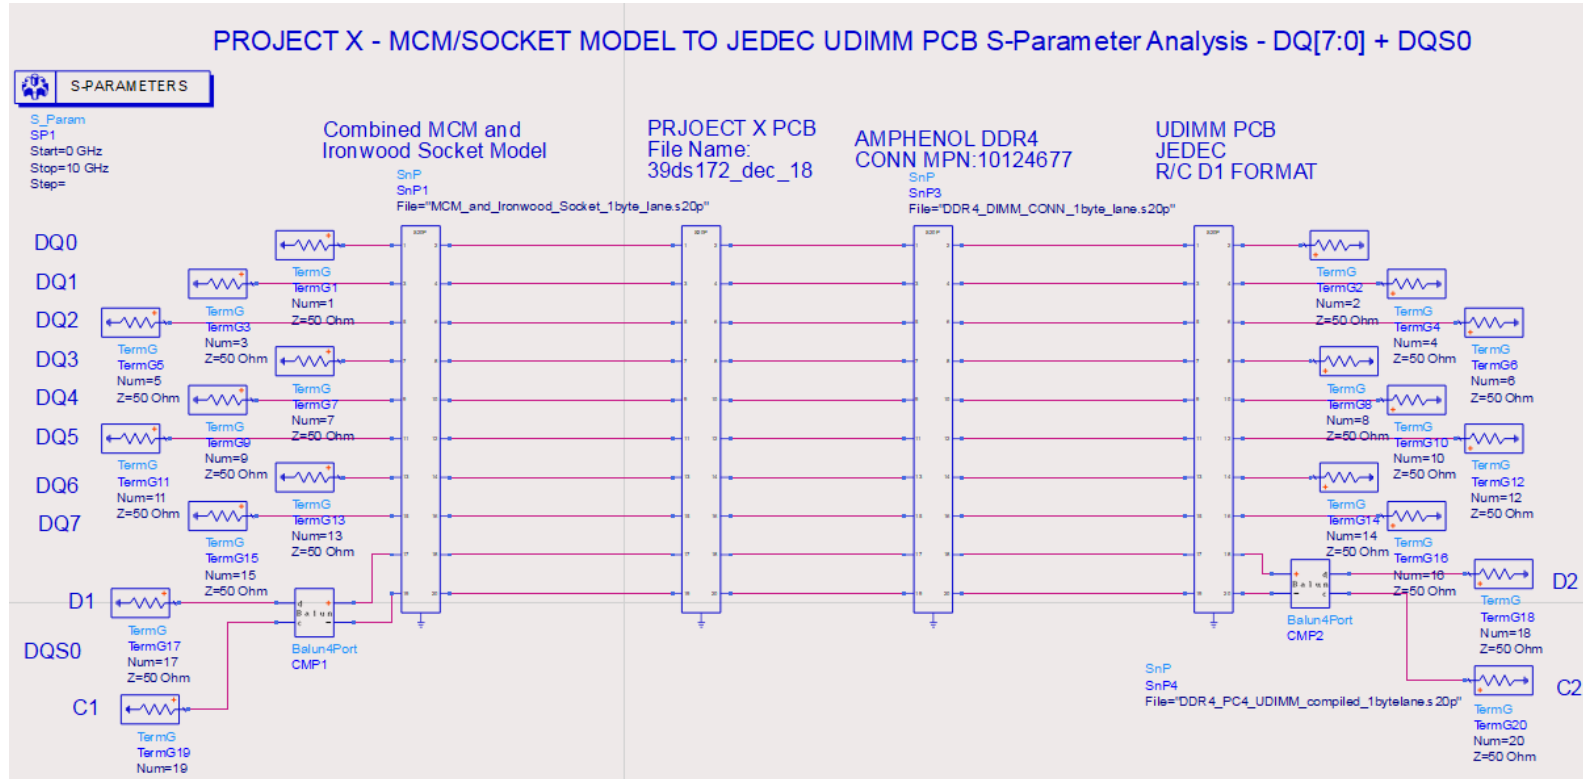 PROJECT X - MCM/SOCKET MODEL TO JEDEC UDIMM PCB S-Parameter Analysis - DQ[7:0] + DQS0
S-PARAMETERS
S_Param
SP1
Start=0 GHz
Stop=10 GHz
Step=
Combined MCM and
Ironwood Socket Model
SnP
SnP1
File="MCM_and_Ironwood_Socket_1byte_lane.s20p"
PRJOECT X PCB
File Name:
39ds172_dec_18
AMPHENOL DDR4
CONN MPN:10124677
SnP
SnP3
File="DDR4_DIMM_CONN_1byte_lane.s20p"
UDIMM PCB
JEDEC
R/C D1 FORMAT
DQ0
DQ1
DQ2
DQ3
DQ4
DQ5
DQ6
DQ7
D1
DQS0
C1
TermG
TermG1
Num=1
Z=50 Ohm
TermG
TermG3
Num=3
Z=50 Ohm
TermG
TermG5
Num=5
Z=50 Ohm
TermG
TermG7
Num=7
Z=50 Ohm
TermG
TermG9
Num=9
Z=50 Ohm
TermG
TermG11
Num=11
Z=50 Ohm
TermG
TermG13
Num=13
Z=50 Ohm
TermG
TermG15
Num=15
Z=50 Ohm
TermG
TermG17
Num=17
Z=50 Ohm
TermG
TermG19
Num=19
d + Balun c -
Balun4Port
CMP1
TermG
TermG2
Num=2
Z=50 Ohm
TermG
TermG4
Num=4
Z=50 Ohm
TermG
TermG6
Num=6
Z=50 Ohm
TermG
TermG8
Num=8
Z=50 Ohm
TermG
TermG10
Num=10
Z=50 Ohm
TermG
TermG12
Num=12
Z=50 Ohm
TermG
TermG14
Num=14
Z=50 Ohm
TermG
TermG16
Num=16
Z=50 Ohm
+ d Balun - c
Balun4Port
CMP2
D2
TermG
TermG18
Num=18
Z=50 Ohm
SnP
SnP4
File="DDR4_PC4_UDIMM_compiled_1bytelane.s20p"
C2
TermG
TermG20
Num=20
Z=50 Ohm